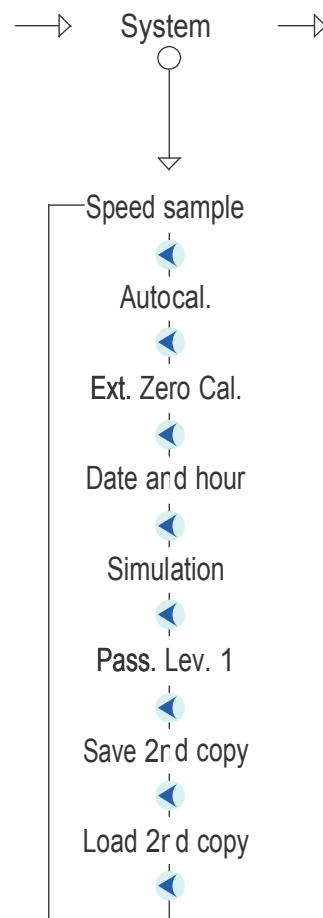 System
Speed sample
Autocal.
Ext. Zero Cal.
Date and hour
Simulation
Pass. Lev. 1
Save 2nd copy
Load 2nd copy